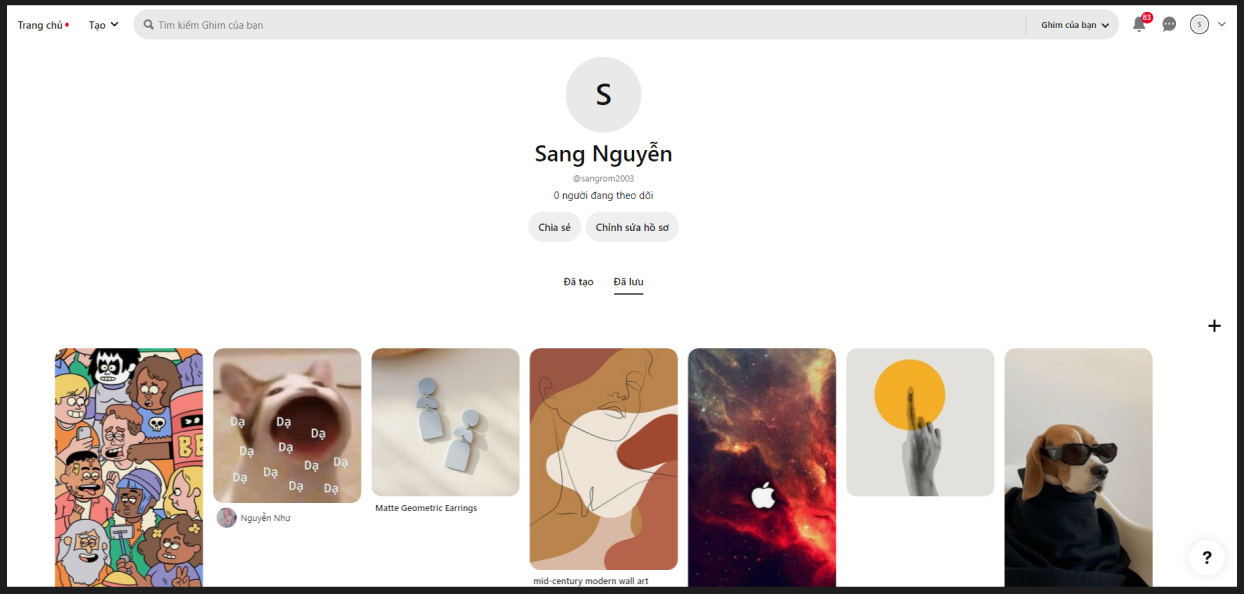 Trang chủ
Tạo
Tìm kiếm Ghim của bạn
Ghim của bạn
83
S
S
Sang Nguyễn
@sangrom2003
0 người đang theo dõi
Chia sẻ
Chỉnh sửa hồ sơ
Đã tạo
Đã lưu
+
BE
Dạ Dạ Dạ
Dạ Dạ
Dạ Dạ Dạ
Dạ Dạ Dạ
Nguyễn Như
Matte Geometric Earrings
mid-century modern wall art
?